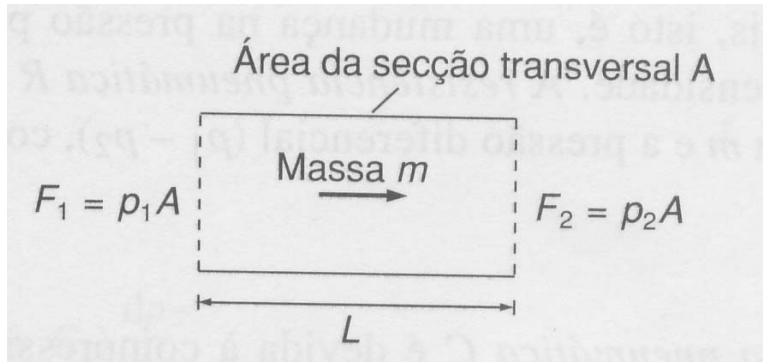 Área da secção transversal A
Massa m
F₁ = p₁A
F₂ = p₂A
L